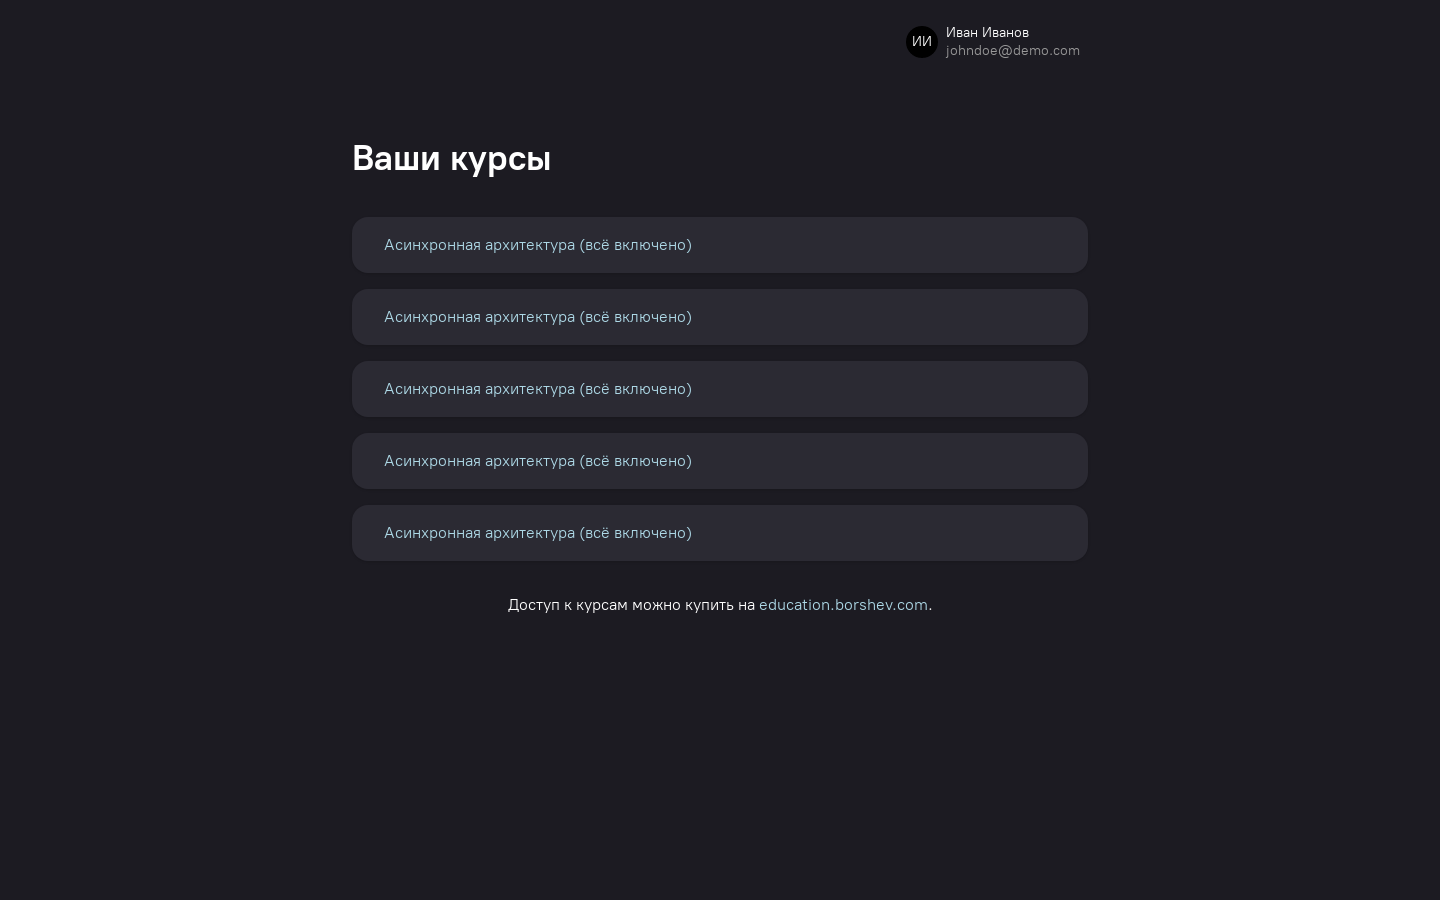 ИИ
Иван Иванов
johndoe@demo.com
Ваши курсы
Асинхронная архитектура (всё включено)
Асинхронная архитектура (всё включено)
Асинхронная архитектура (всё включено)
Асинхронная архитектура (всё включено)
Асинхронная архитектура (всё включено)
Доступ к курсам можно купить на education.borshev.com.